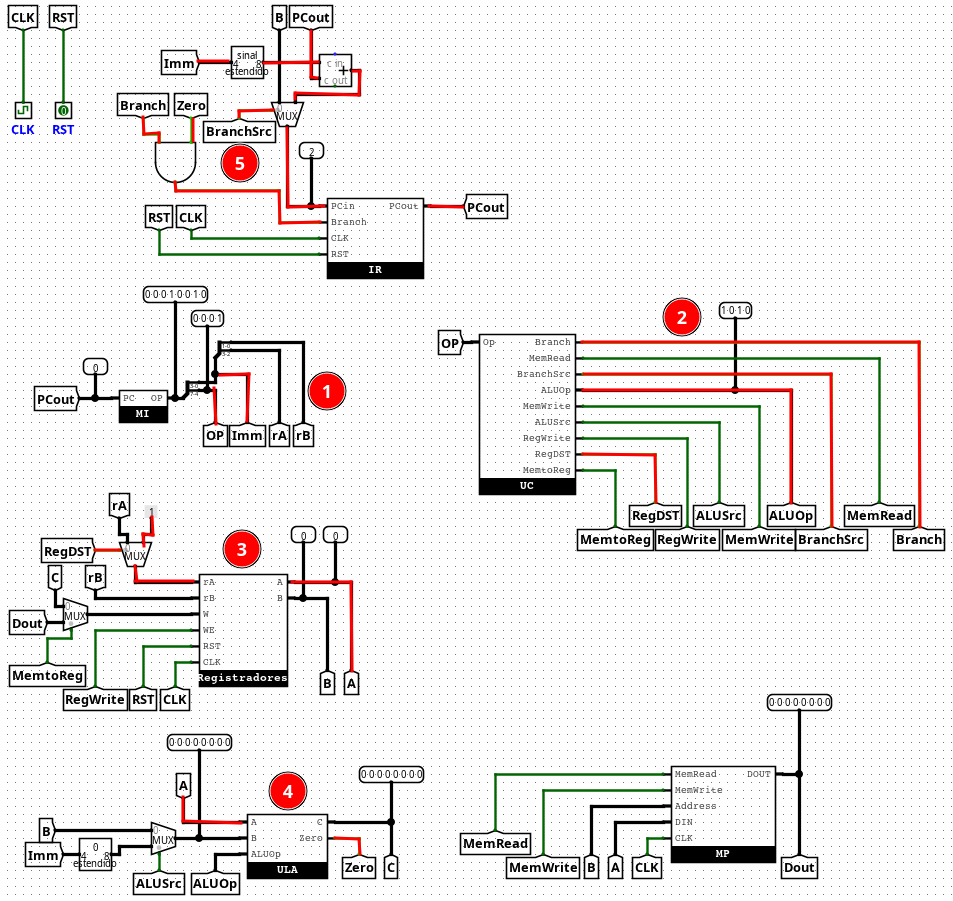 CLK RST B PCout
Imm
sinal
4 8
estendido
c in
+
c out
CLK RST
Branch Zero
BranchSrc
MUX
5
2
PCin PCout
PCout
Branch
CLK
RST
IR
RST CLK
0 0 0 1 0 0 1 0
0 0 0 1
0
PCout
PC OP
MI
1
OP Imm rA rB
2
1 0 1 0
OP
Op
Branch
MemRead
BranchSrc
ALUOp
MemWrite
ALUSrc
RegWrite
RegDST
MemtoReg
UC
RegDST ALUSrc ALUOp MemRead
MemtoReg RegWrite MemWrite BranchSrc Branch
rA 1
RegDST
MUX
3
0 0
C rB
0
MUX
Dout
MemtoReg
RegWrite RST CLK
rA A
rB B
W
WE
RST
CLK
Registradores
B A
0 0 0 0 0 0 0 0
A
4
0 0 0 0 0 0 0 0
B
0
MUX
Imm
0
4 8
estendido
ALUSrc ALUOp
A C
B Zero
ALUOp
ULA
Zero C
0 0 0 0 0 0 0 0
MemRead DOUT
MemWrite
Address
DIN
CLK
MP
MemRead
MemWrite B A CLK Dout